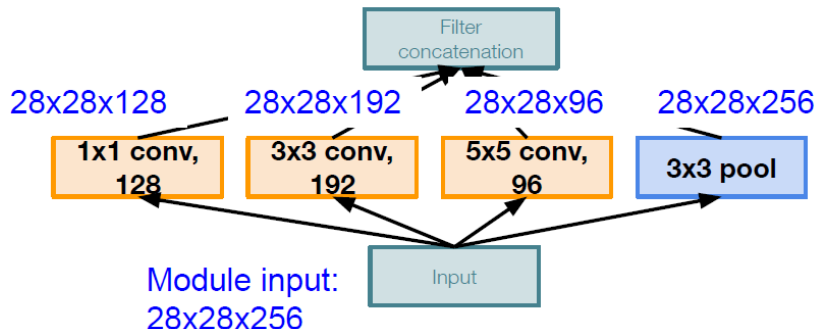 Filter
concatenation
28x28x128 28x28x192 28x28x96 28x28x256
1x1 conv,
128
3x3 conv,
192
5x5 conv,
96
3x3 pool
Input
Module input:
28x28x256